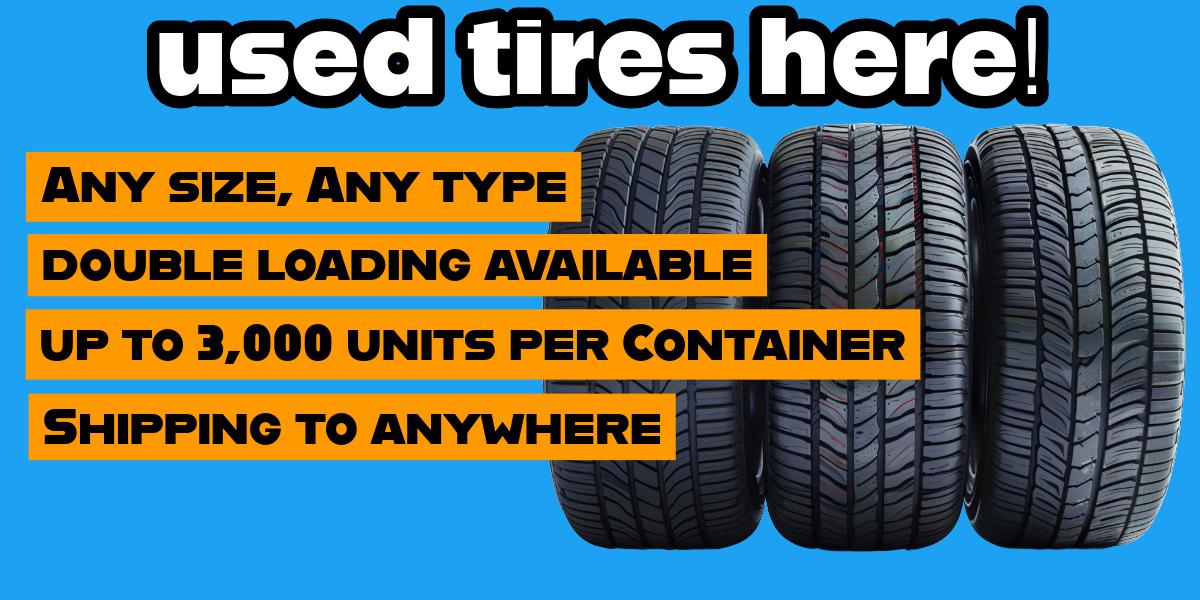 used tires here!
Any size, Any type
double loading available
up to 3,000 units per Container
Shipping to anywhere